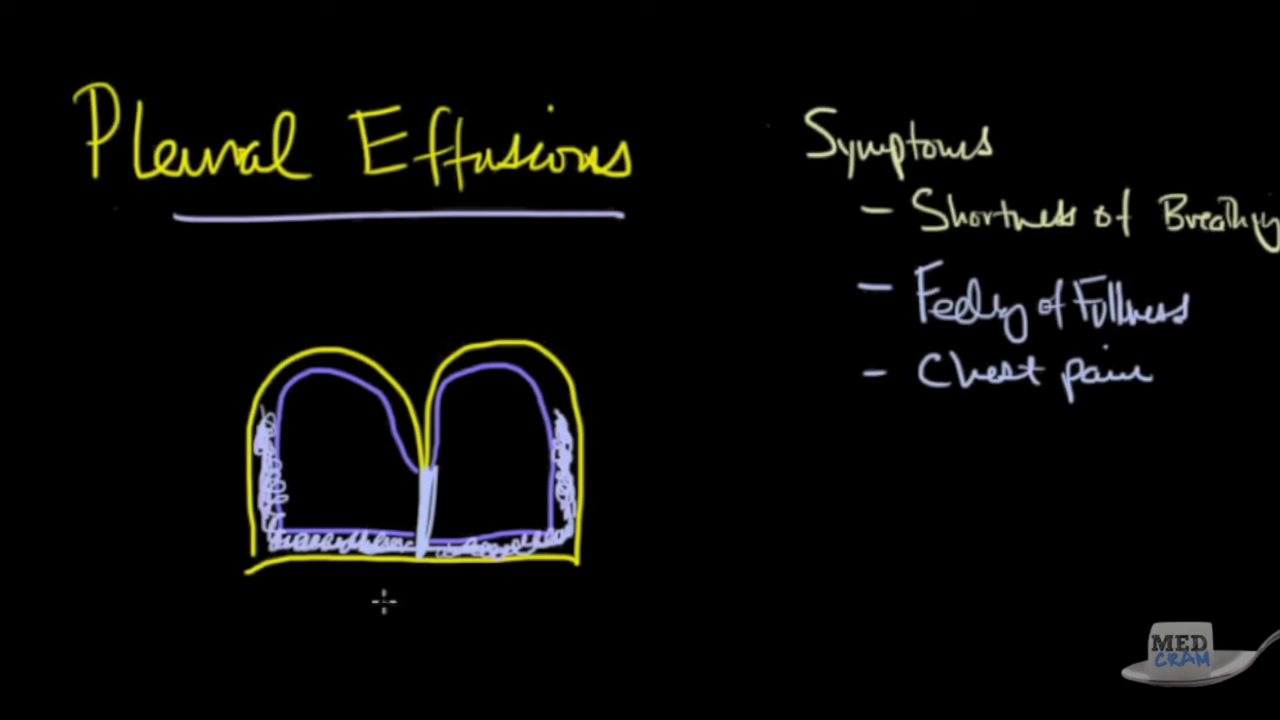 Pleural Effusions
Symptoms
- Shortness of Breathing
- Feeling of Fullness
- Chest pain
MED
CRAM